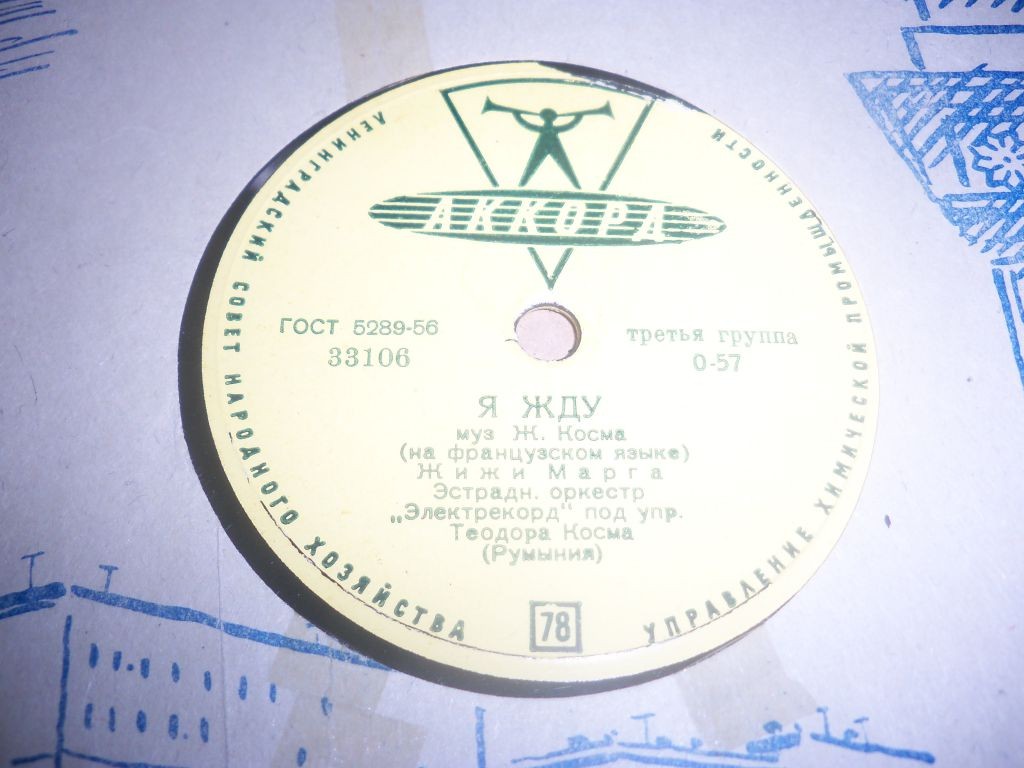 ЛЕНИНГРАДСКИЙ СОВЕТ НАРОДНОГО ХОЗЯЙСТВА
УПРАВЛЕНИЕ ХИМИЧЕСКОЙ ПРОМЫШЛЕННОСТИ
АККОРД
ГОСТ 5289-56
33106
третья группа
0-57
Я ЖДУ
муз Ж. Косма
(на французском языке)
Жижи Марга
Эстрадн. оркестр
„Электрекорд" под упр.
Теодора Косма
(Румыния)
78